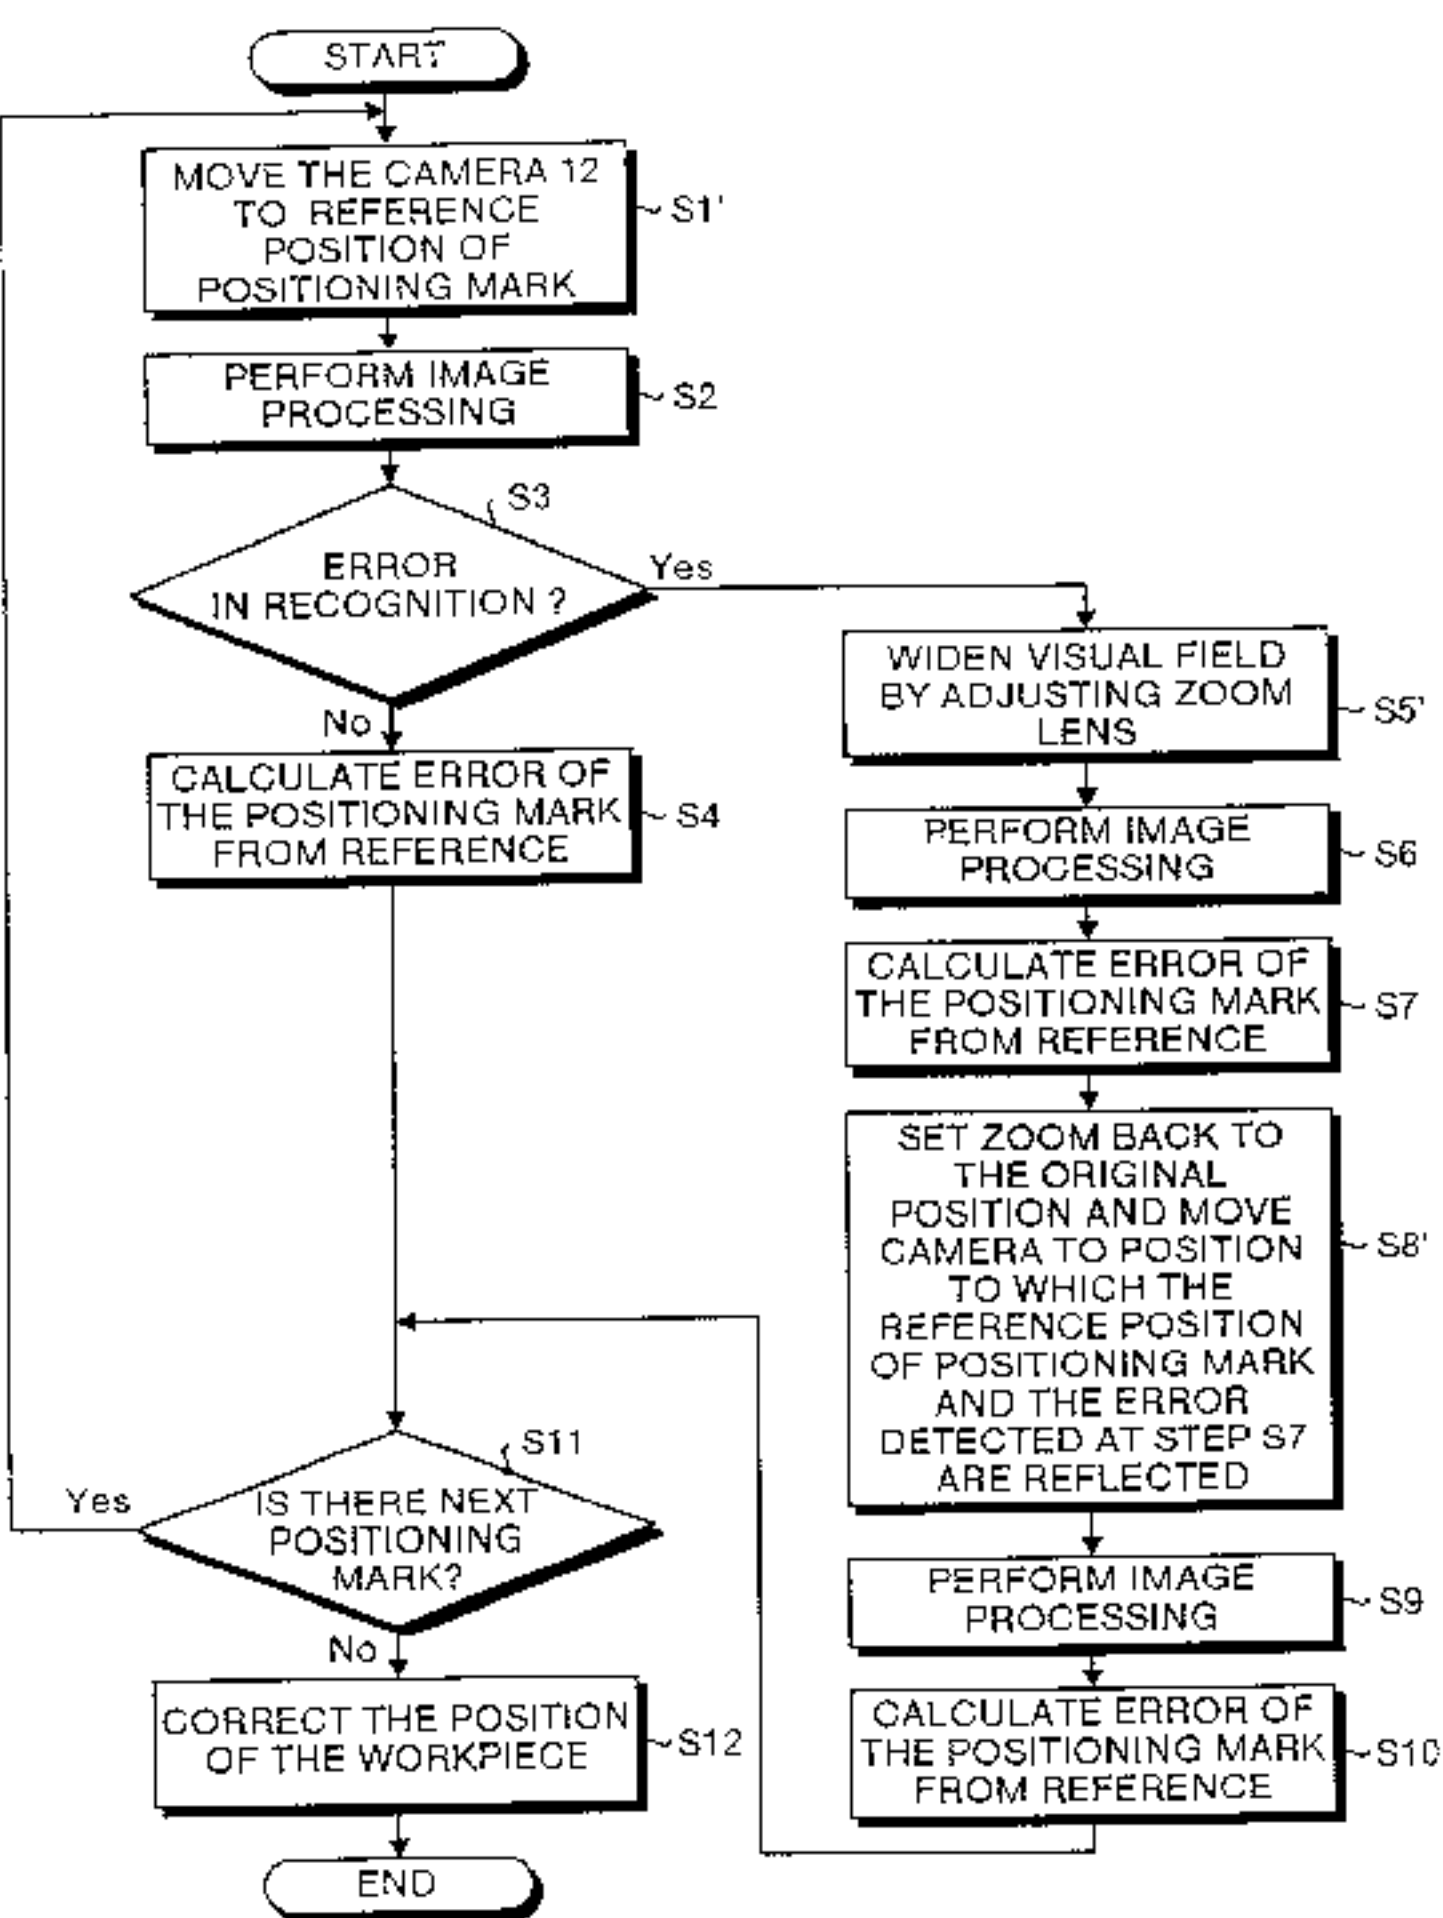 START
MOVE THE CAMERA 12
TO REFERENCE
POSITION OF
POSITIONING MARK
S1'
PERFORM IMAGE
PROCESSING
S2
S3
ERROR
IN RECOGNITION ?
Yes
No
CALCULATE ERROR OF
THE POSITIONING MARK
FROM REFERENCE
S4
WIDEN VISUAL FIELD
BY ADJUSTING ZOOM
LENS
S5'
PERFORM IMAGE
PROCESSING
S6
CALCULATE ERROR OF
THE POSITIONING MARK
FROM REFERENCE
S7
SET ZOOM BACK TO
THE ORIGINAL
POSITION AND MOVE
CAMERA TO POSITION
TO WHICH THE
REFERENCE POSITION
OF POSITIONING MARK
AND THE ERROR
DETECTED AT STEP S7
ARE REFLECTED
S8'
PERFORM IMAGE
PROCESSING
S9
CALCULATE ERROR OF
THE POSITIONING MARK
FROM REFERENCE
S10
S11
IS THERE NEXT
POSITIONING
MARK?
Yes
No
CORRECT THE POSITION
OF THE WORKPIECE
S12
END